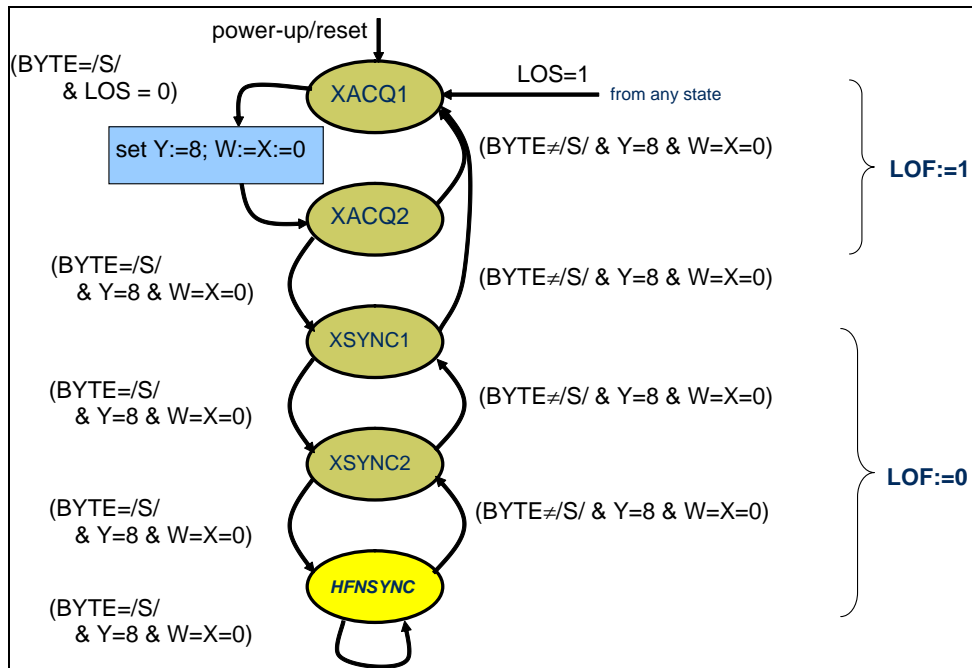 power-up/reset
(BYTE=/S/
& LOS = 0)
XACQ1
LOS=1
from any state
set Y:=8; W:=X:=0
(BYTE≠/S/ & Y=8 & W=X=0)
LOF:=1
XACQ2
(BYTE=/S/
& Y=8 & W=X=0)
(BYTE≠/S/ & Y=8 & W=X=0)
XSYNC1
(BYTE=/S/
& Y=8 & W=X=0)
(BYTE≠/S/ & Y=8 & W=X=0)
XSYNC2
LOF:=0
(BYTE=/S/
& Y=8 & W=X=0)
(BYTE≠/S/ & Y=8 & W=X=0)
HFNSYNC
(BYTE=/S/
& Y=8 & W=X=0)